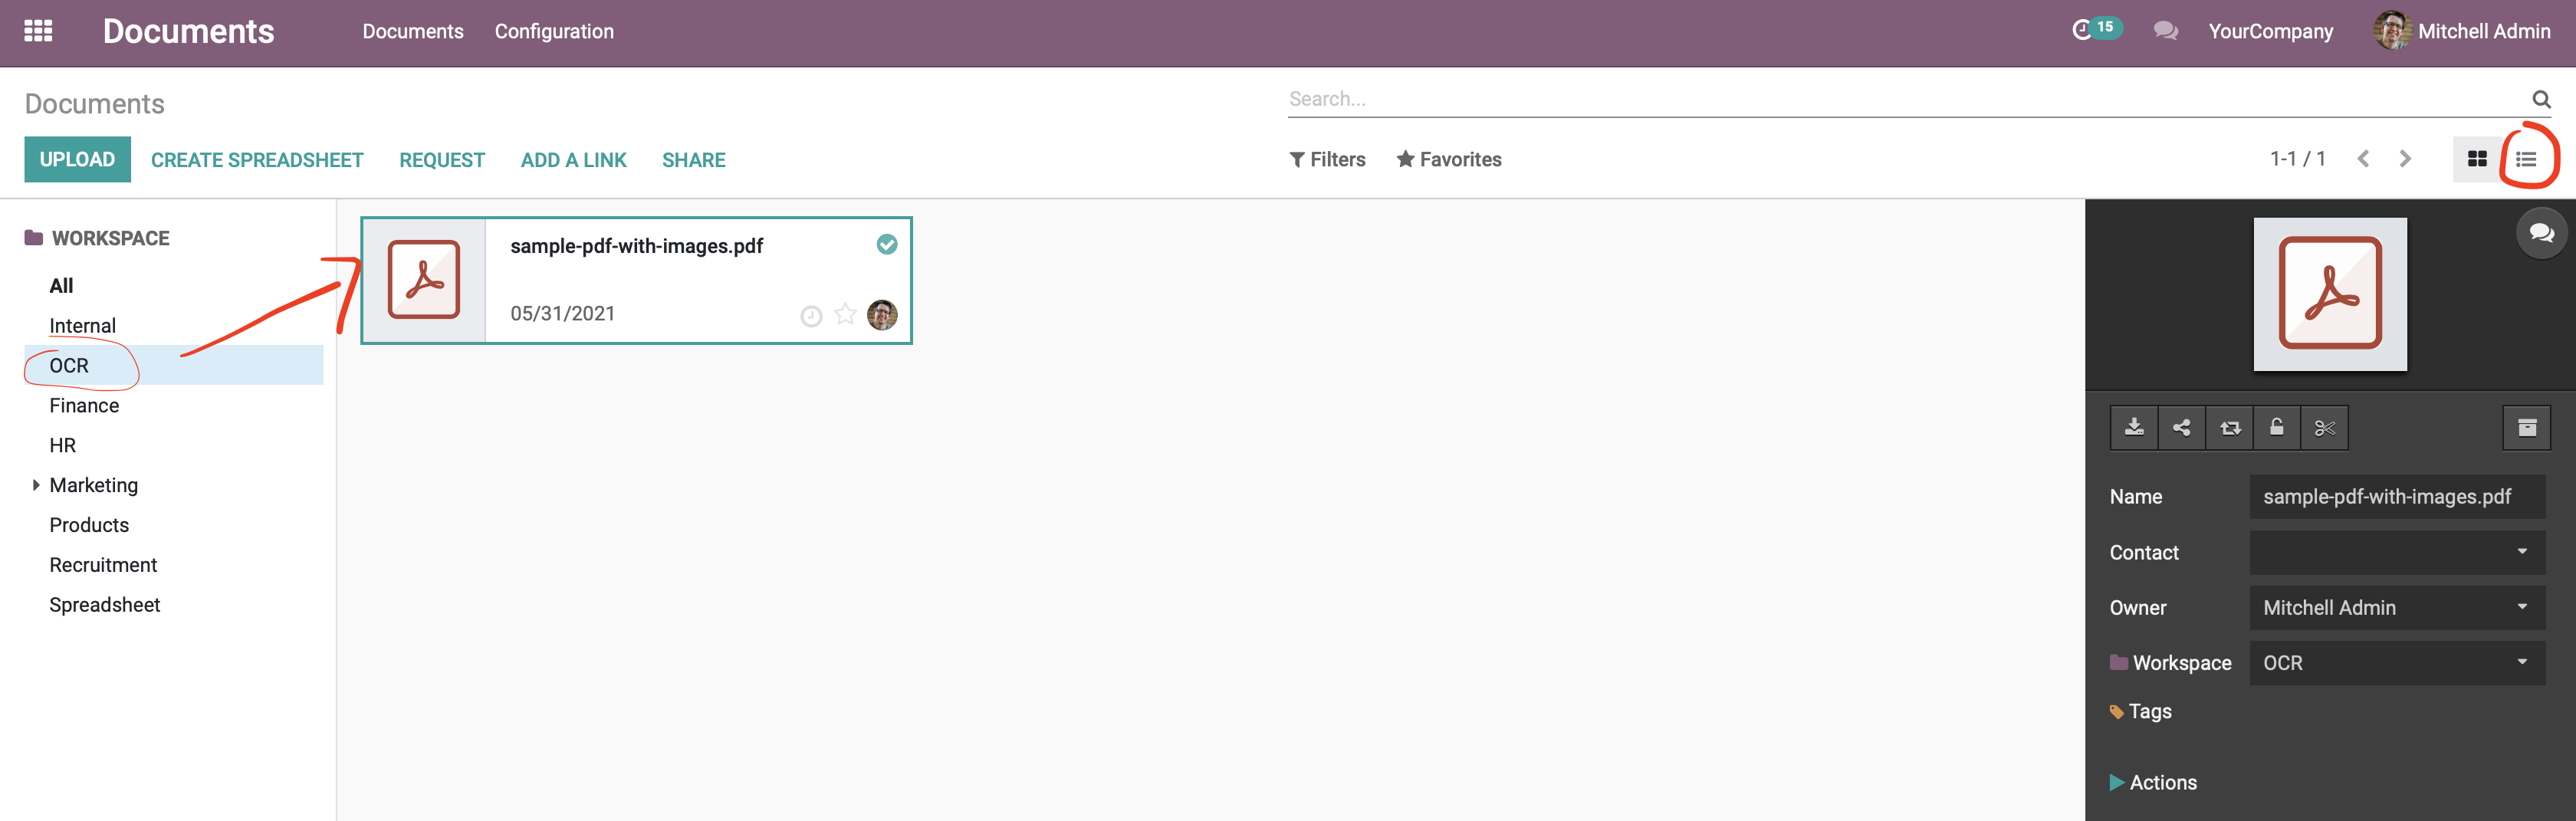 Documents Documents Configuration 15 YourCompany Mitchell Admin
Documents Search...
UPLOAD CREATE SPREADSHEET REQUEST ADD A LINK SHARE Filters Favorites 1-1 / 1
WORKSPACE
All
Internal
OCR
Finance
HR
Marketing
Products
Recruitment
Spreadsheet
sample-pdf-with-images.pdf
05/31/2021
Name sample-pdf-with-images.pdf
Contact
Owner Mitchell Admin
Workspace OCR
Tags
Actions